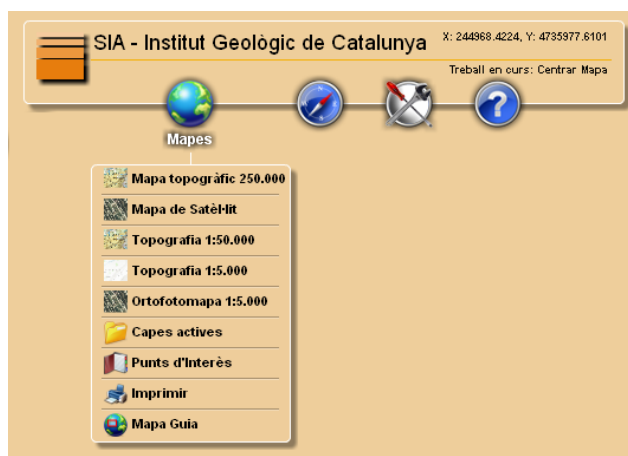 SIA - Institut Geològic de Catalunya
X: 244968.4224, Y: 4735977.6101
Treball en curs: Centrar Mapa
Mapes
Mapa topogràfic 250.000
Mapa de Satèl·lit
Topografia 1:50.000
Topografia 1:5.000
Ortofotomapa 1:5.000
Capes actives
Punts d'Interès
Imprimir
Mapa Guia